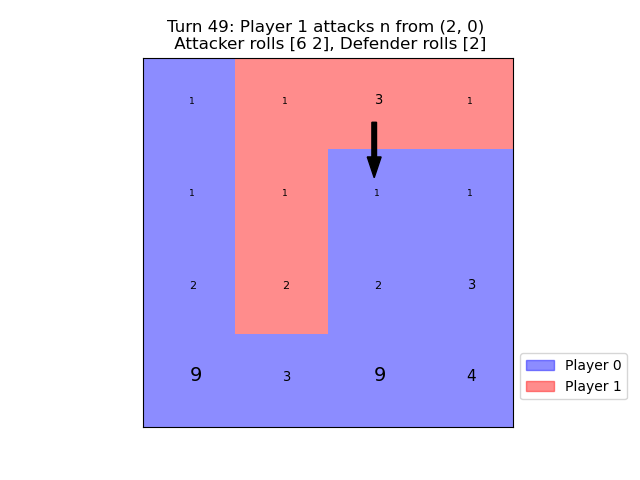 Turn 49: Player 1 attacks n from (2, 0)
Attacker rolls [6 2], Defender rolls [2]
1 1 3 1
1 1 1 1
2 2 2 3
9 3 9 4
Player 0
Player 1